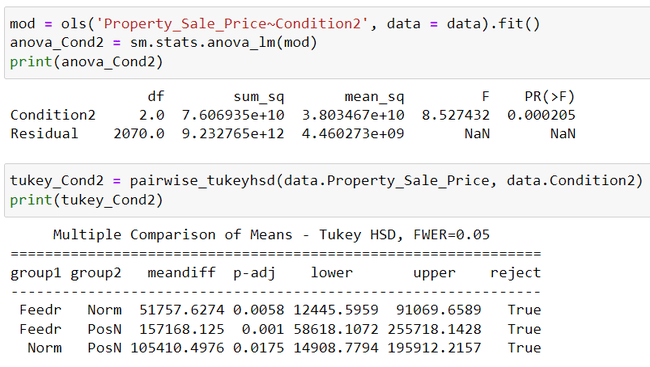 mod = ols('Property_Sale_Price~Condition2', data = data).fit()
anova_Cond2 = sm.stats.anova_lm(mod)
print(anova_Cond2)
df sum_sq mean_sq F PR(>F)
Condition2 2.0 7.606935e+10 3.803467e+10 8.527432 0.000205
Residual 2070.0 9.232765e+12 4.460273e+09 NaN NaN
tukey_Cond2 = pairwise_tukeyhsd(data.Property_Sale_Price, data.Condition2)
print(tukey_Cond2)
Multiple Comparison of Means - Tukey HSD, FWER=0.05
==============================================================
group1 group2 meandiff p-adj lower upper reject
--------------------------------------------------------------
Feedr Norm 51757.6274 0.0058 12445.5959 91069.6589 True
Feedr PosN 157168.125 0.001 58618.1072 255718.1428 True
Norm PosN 105410.4976 0.0175 14908.7794 195912.2157 True